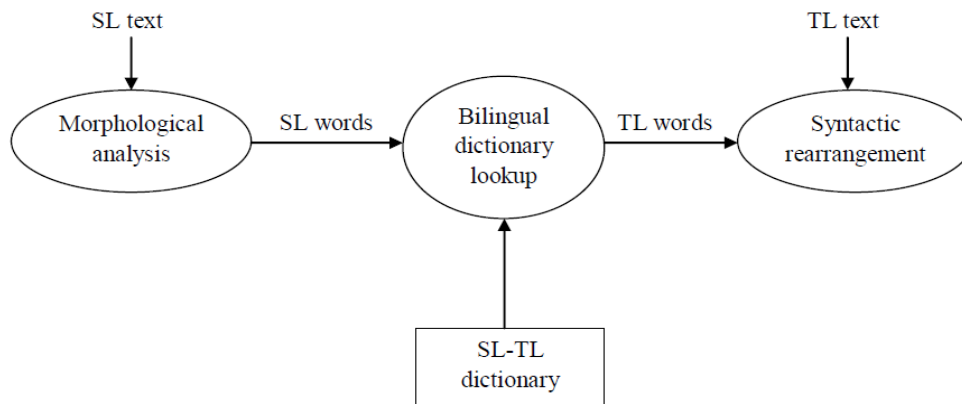 SL text
TL text
Morphological
analysis
SL words
Bilingual
dictionary
lookup
TL words
Syntactic
rearrangement
SL-TL
dictionary